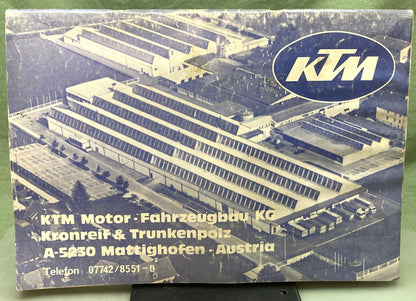 KTM
KTM Motor-Fahrzeugbau KG
Kronreif & Trunkenpolz
A-5230 Mattighofen-Austria
Telefon: 07742/8551-0